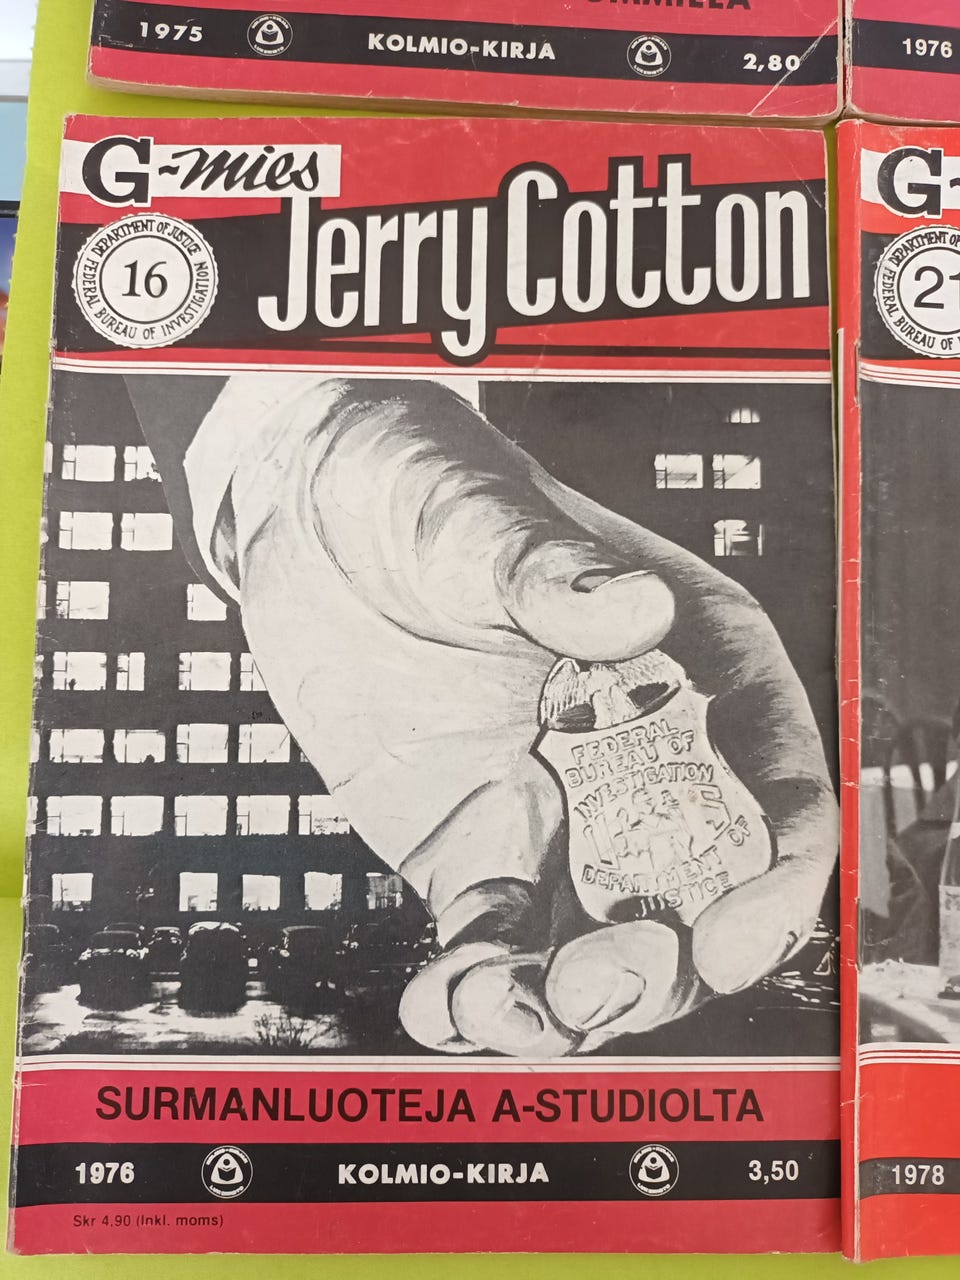 1975
KOLMIO-KIRJA
2,80
1976
G-mies
Jerry Cotton
DEPARTMENT OF JUSTICE
FEDERAL BUREAU OF INVESTIGATION
16
FEDERAL
BUREAU OF
INVESTIGATION
DEPARTMENT OF
JUSTICE
SURMANLUOTEJA A-STUDIOLTA
1976
KOLMIO-KIRJA
3,50
Skr 4,90 (Inkl. moms)
G
DEPARTMENT OF
FEDERAL BUREAU OF
21
1978